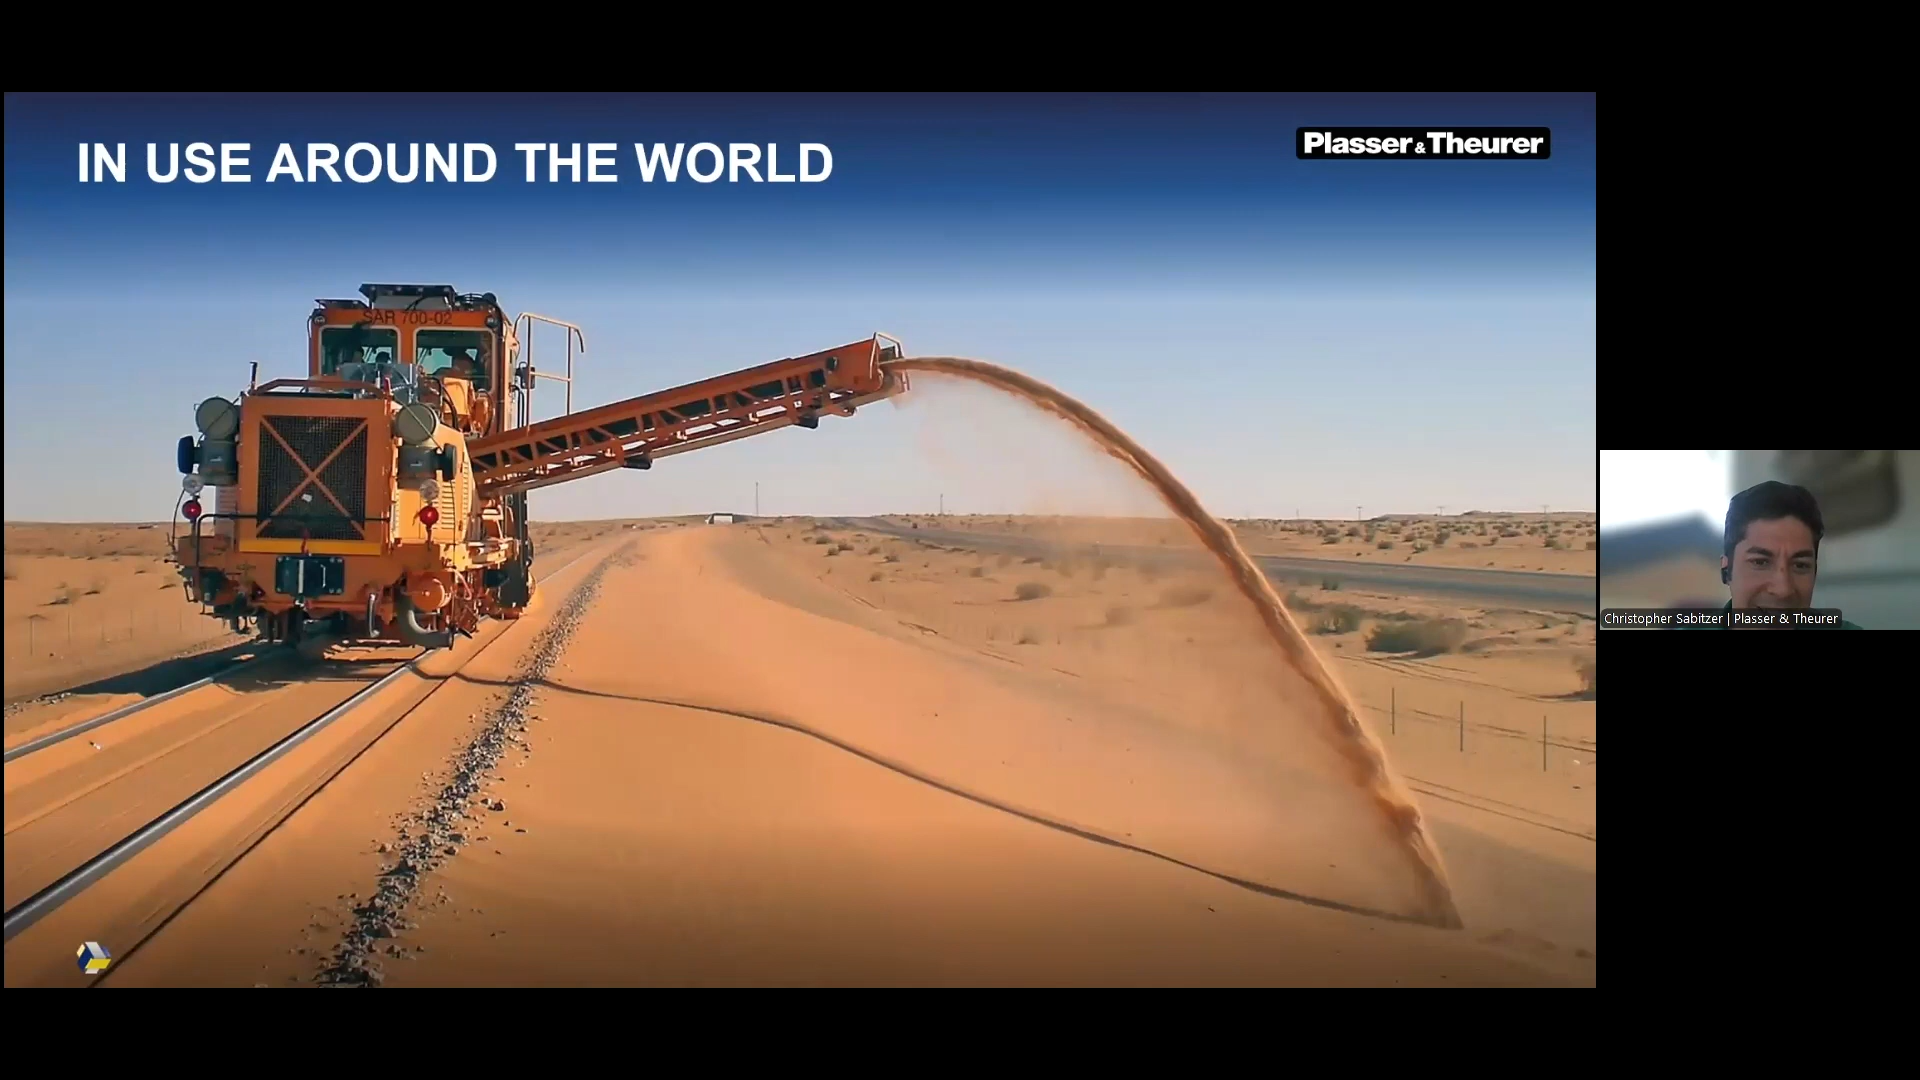 IN USE AROUND THE WORLD
Plasser & Theurer
SAR 700-02
Christopher Sabitzer | Plasser & Theurer